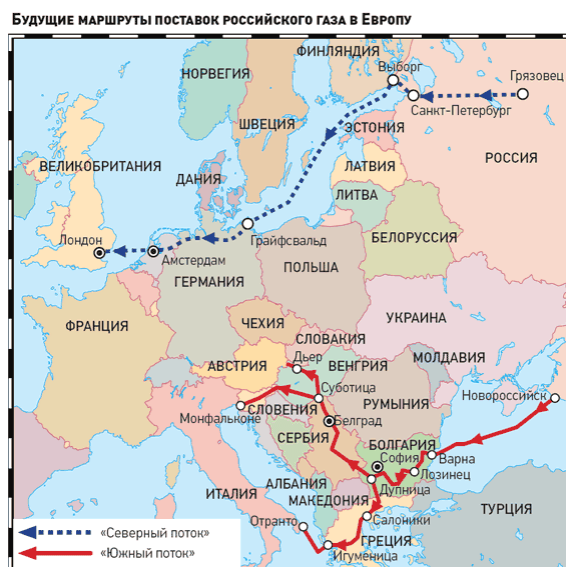 Будущие маршруты поставок российского газа в Европу
ФИНЛЯНДИЯ
НОРВЕГИЯ
Выборг
Грязовец
Санкт-Петербург
ШВЕЦИЯ
ЭСТОНИЯ
РОССИЯ
ВЕЛИКОБРИТАНИЯ
ЛАТВИЯ
ДАНИЯ
ЛИТВА
Лондон
Грайфсвальд
БЕЛОРУССИЯ
Амстердам
ПОЛЬША
ГЕРМАНИЯ
УКРАИНА
ФРАНЦИЯ
ЧЕХИЯ
СЛОВАКИЯ
Дьер
МОЛДАВИЯ
АВСТРИЯ
ВЕНГРИЯ
Суботица
Новороссийск
РУМЫНИЯ
Монфальконе
СЛОВЕНИЯ
Белград
СЕРБИЯ
БОЛГАРИЯ
София
Варна
Лозинец
АЛБАНИЯ
Дупница
ИТАЛИЯ
МАКЕДОНИЯ
ТУРЦИЯ
Отранто
Салоники
ГРЕЦИЯ
Игуменица
«Северный поток»
«Южный поток»